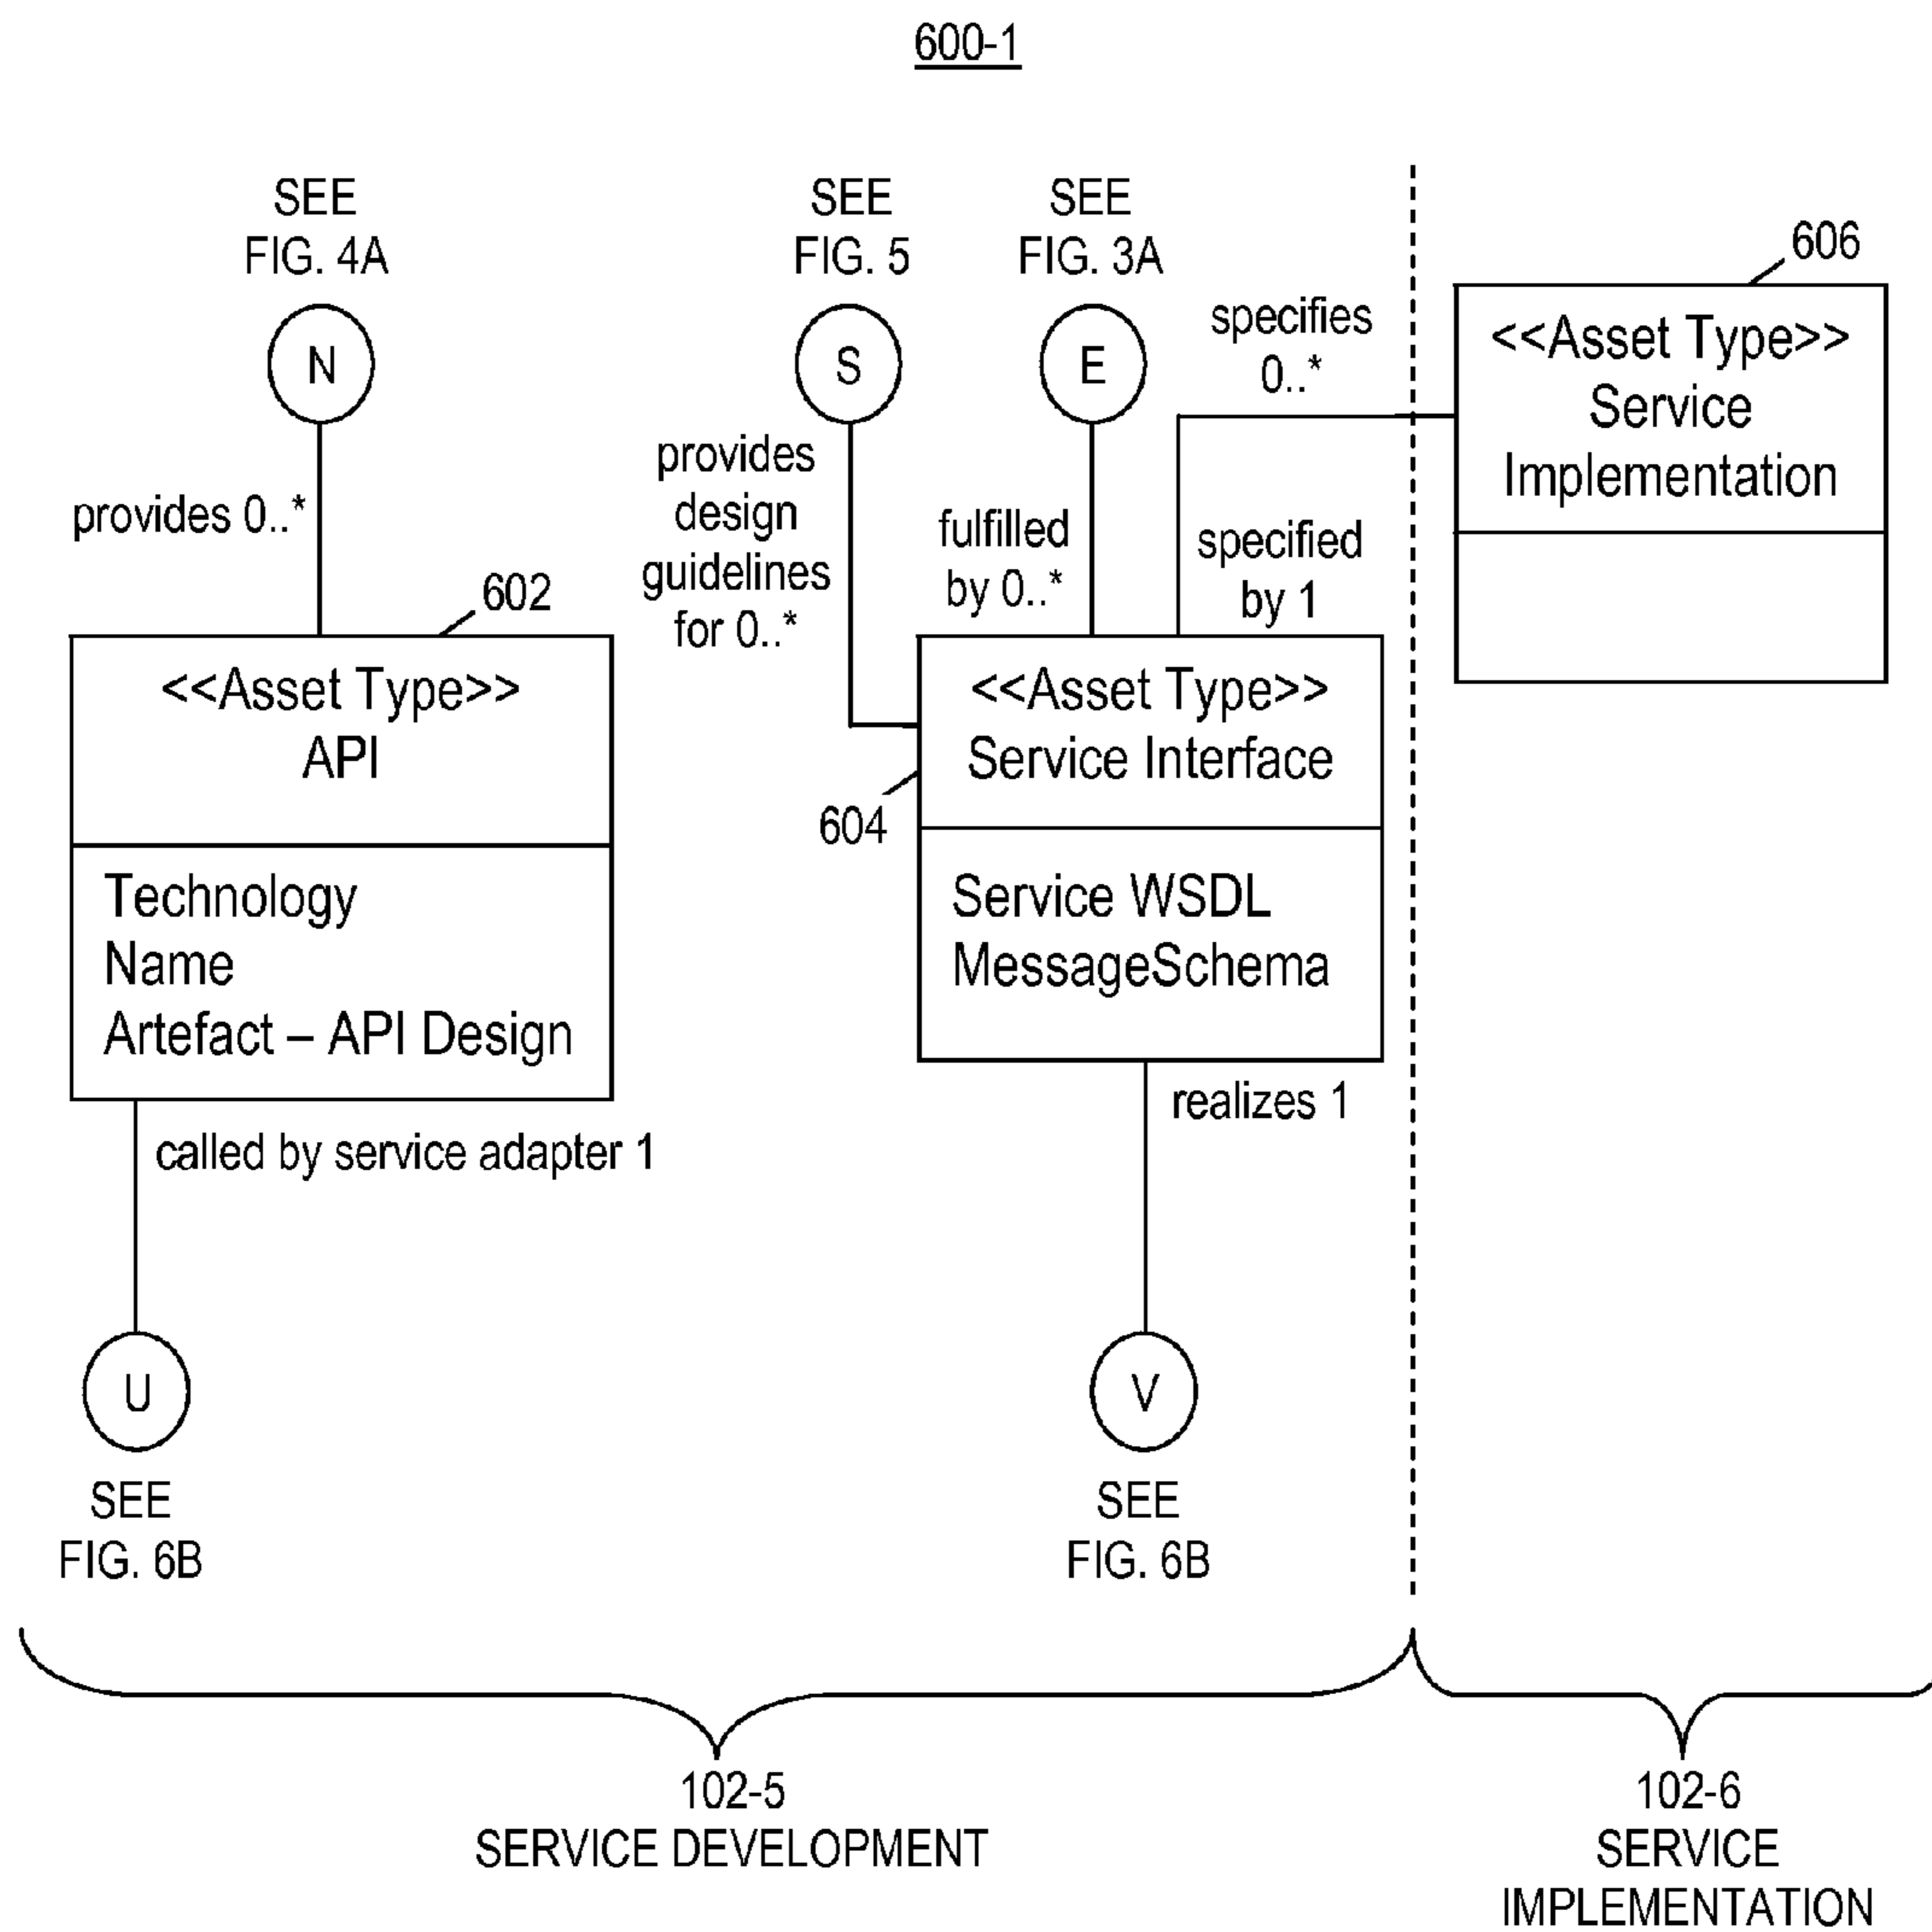 600-1
SEE
FIG. 4A
N
provides 0..*
SEE
FIG. 5
S
provides
design
guidelines
for 0..*
SEE
FIG. 3A
E
fulfilled
by 0..*
specifies
0..*
specified
by 1
606
<<Asset Type>>
Service
Implementation
602
<<Asset Type>>
API
Technology
Name
Artefact – API Design
called by service adapter 1
U
SEE
FIG. 6B
604
<<Asset Type>>
Service Interface
Service WSDL
MessageSchema
realizes 1
V
SEE
FIG. 6B
102-5
SERVICE DEVELOPMENT
102-6
SERVICE
IMPLEMENTATION